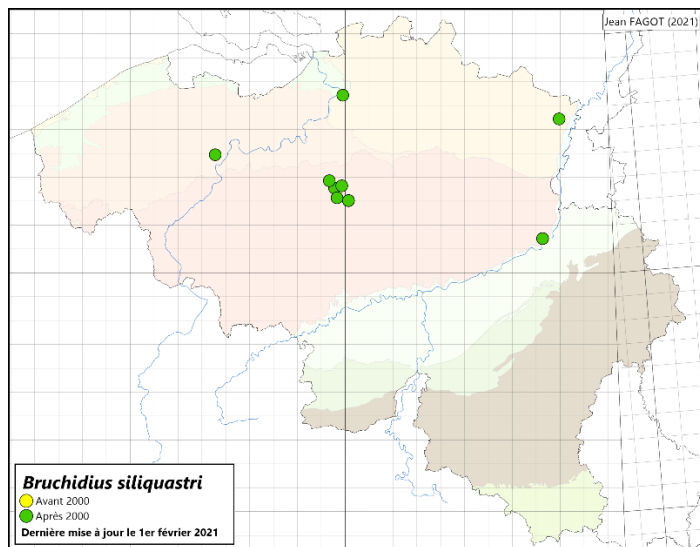 Jean FAGOT (2021)
Bruchidius siliquastri
Avant 2000
Après 2000
Dernière mise à jour le 1er février 2021